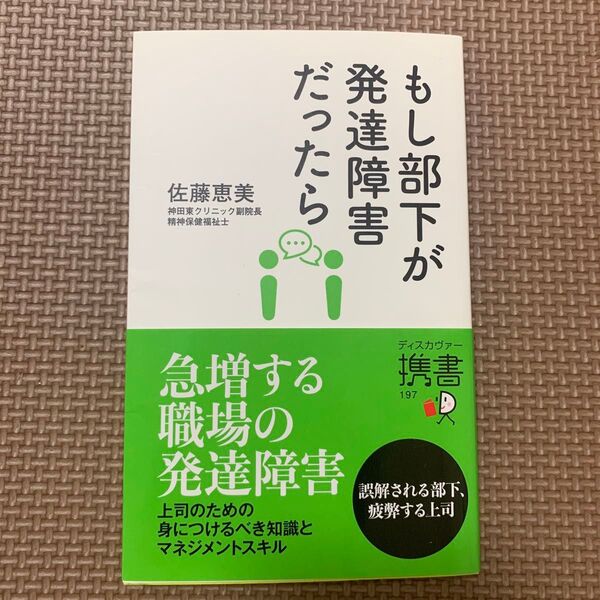 もし部下が
発達障害
だったら
佐藤恵美
神田東クリニック副院長
精神保健福祉士
ディスカヴァー
携書
197
急増する
職場の
発達障害
上司のための
身につけるべき知識と
マネジメントスキル
誤解される部下、
疲弊する上司